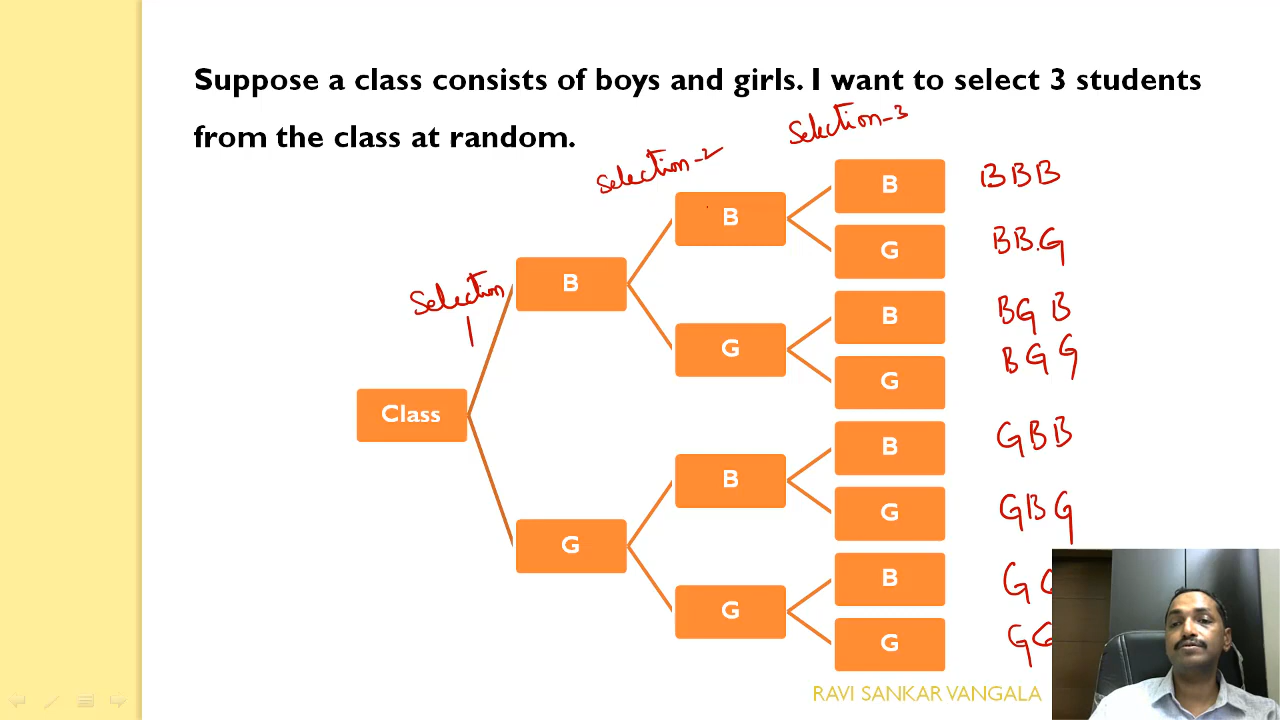 Suppose a class consists of boys and girls. I want to select 3 students
from the class at random.
Selection-3
Selection-2
Selection
1
Class
B
G
B
G
B
G
B
G
B
G
B
G
B
G
BBB
BB.G
BGB
BGG
GBB
GBG
G
G
RAVI SANKAR VANGALA